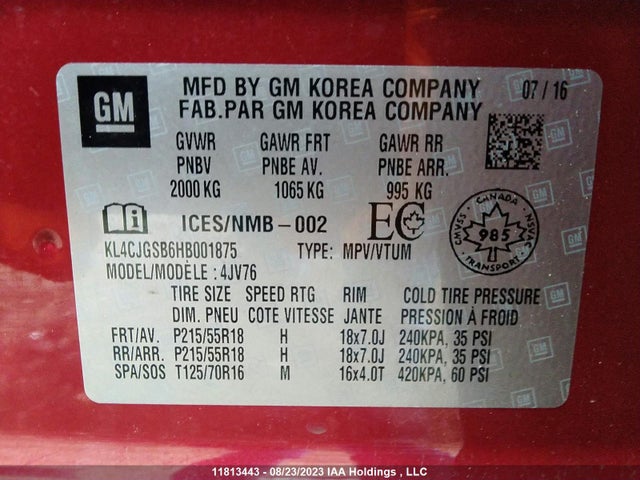 GM
MFD BY GM KOREA COMPANY 07 / 16
FAB.PAR GM KOREA COMPANY
GVWR GAWR FRT GAWR RR
PNBV PNBE AV. PNBE ARR.
2000 KG 1065 KG 995 KG
ICES/NMB-002 EC
CANADA
CMVSS 985 NSVAC
TRANSPORT
KL4CJGSB6HB001875 TYPE: MPV/VTUM
MODEL/MODÈLE : 4JV76
TIRE SIZE SPEED RTG RIM COLD TIRE PRESSURE
DIM. PNEU COTE VITESSE JANTE PRESSION À FROID
FRT/AV. P215/55R18 H 18x7.0J 240KPA, 35 PSI
RR/ARR. P215/55R18 H 18x7.0J 240KPA, 35 PSI
SPA/SOS T125/70R16 M 16x4.0T 420KPA, 60 PSI
11813443 - 08/23/2023 IAA Holdings , LLC